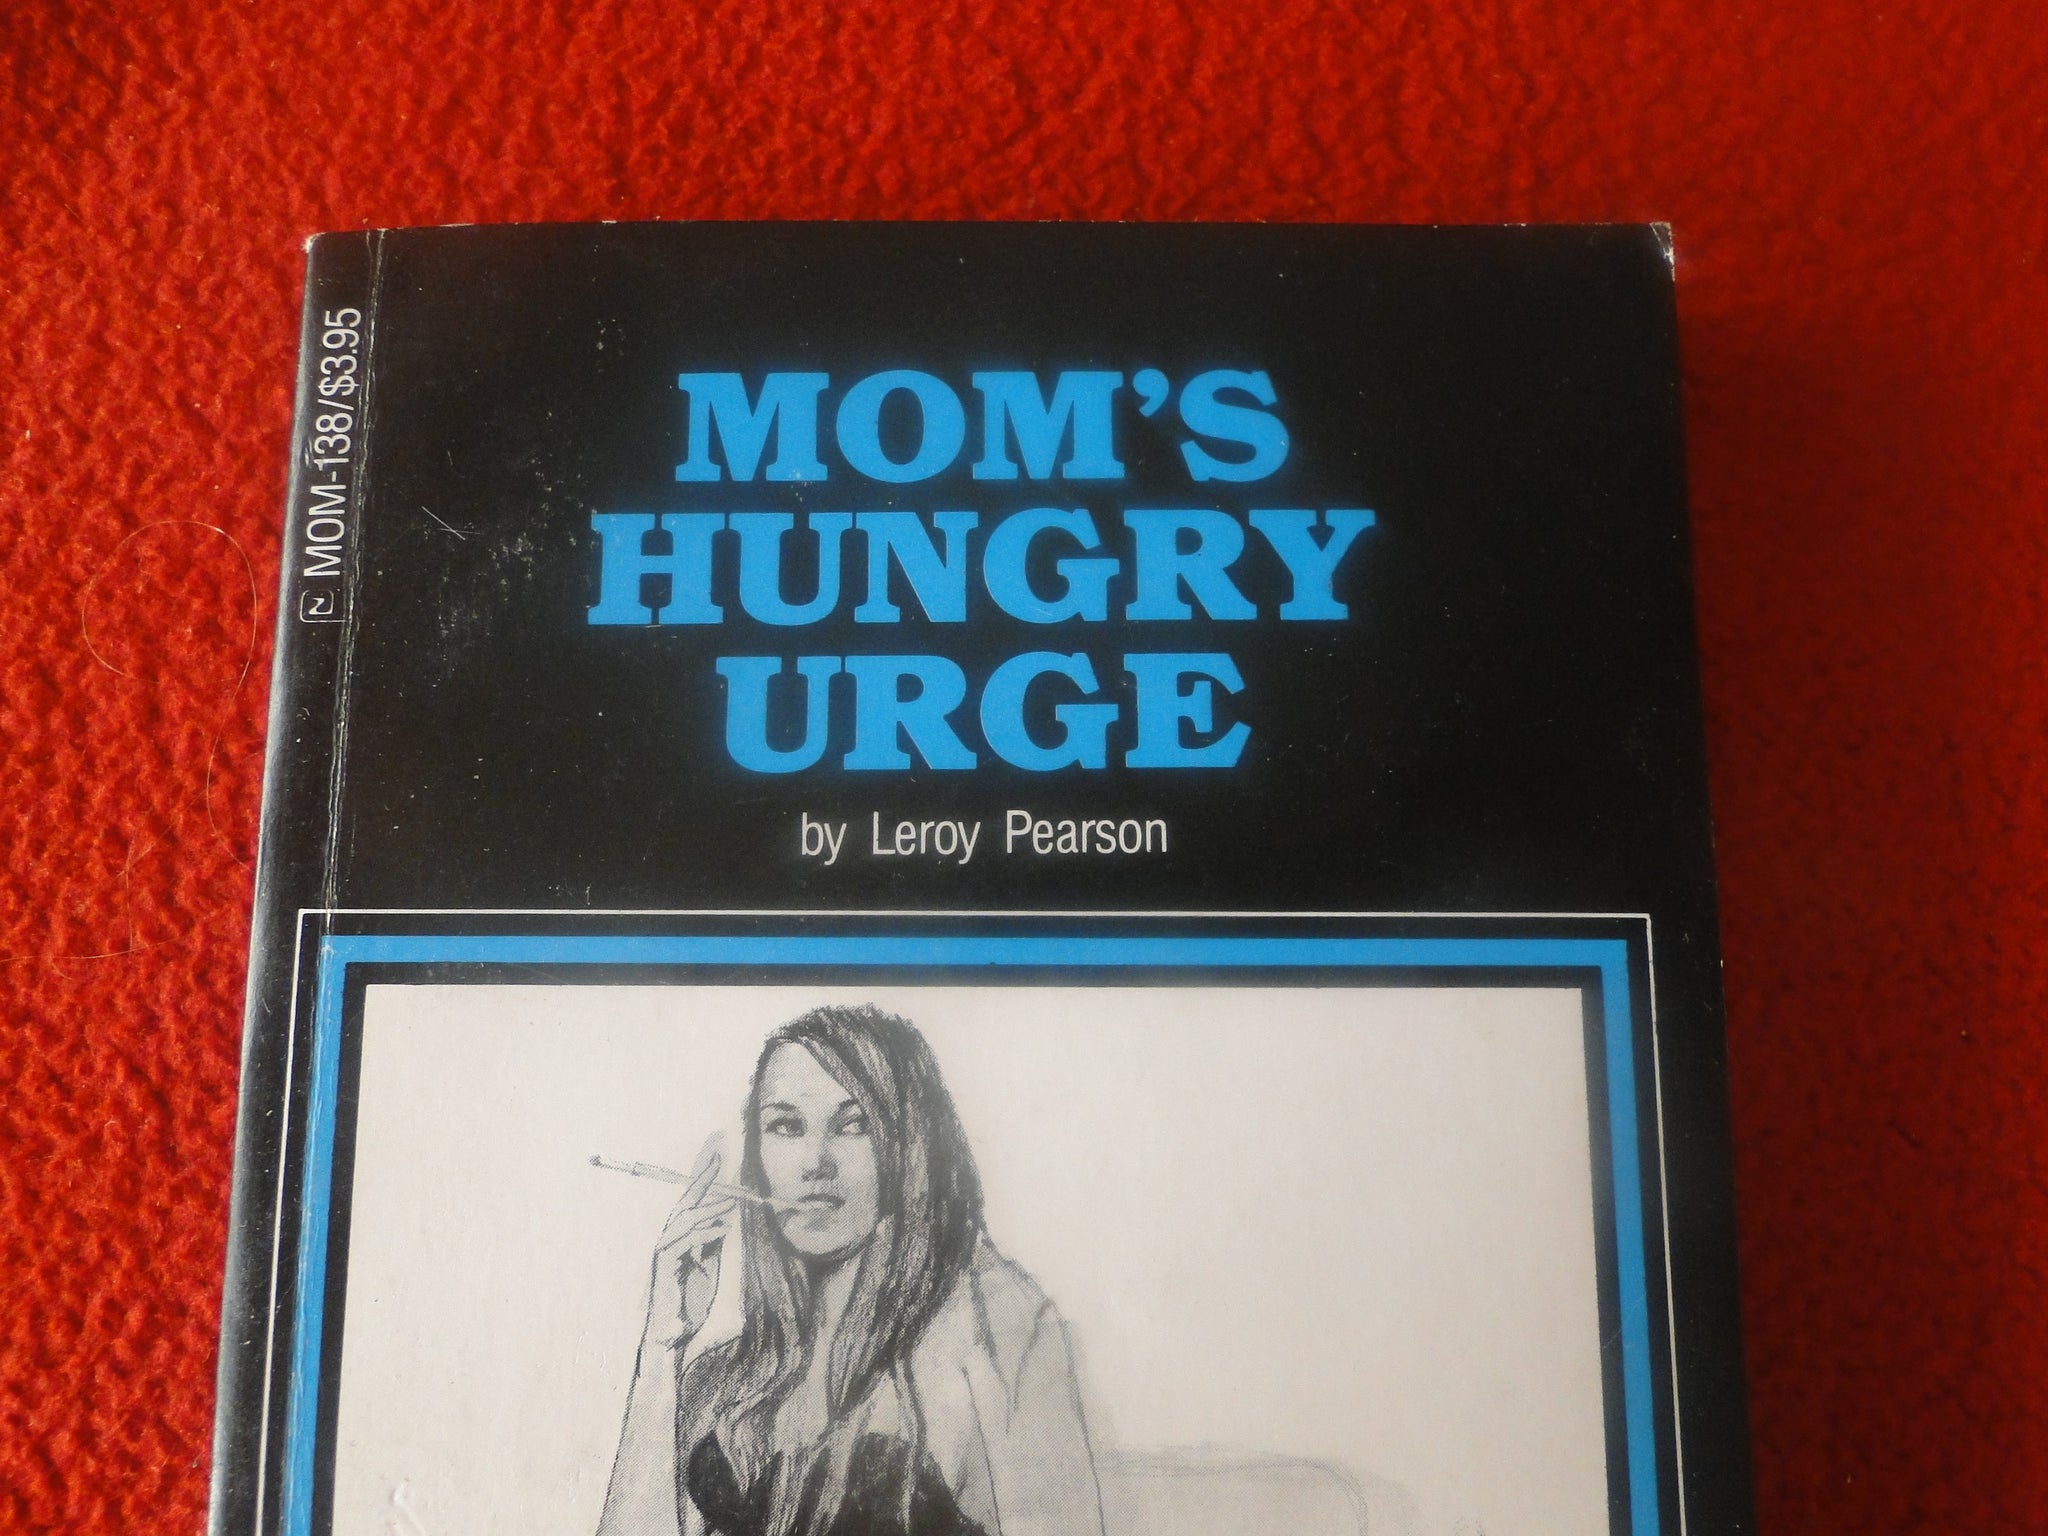 MOM-138/$3.95
MOM'S
HUNGRY
URGE
by Leroy Pearson